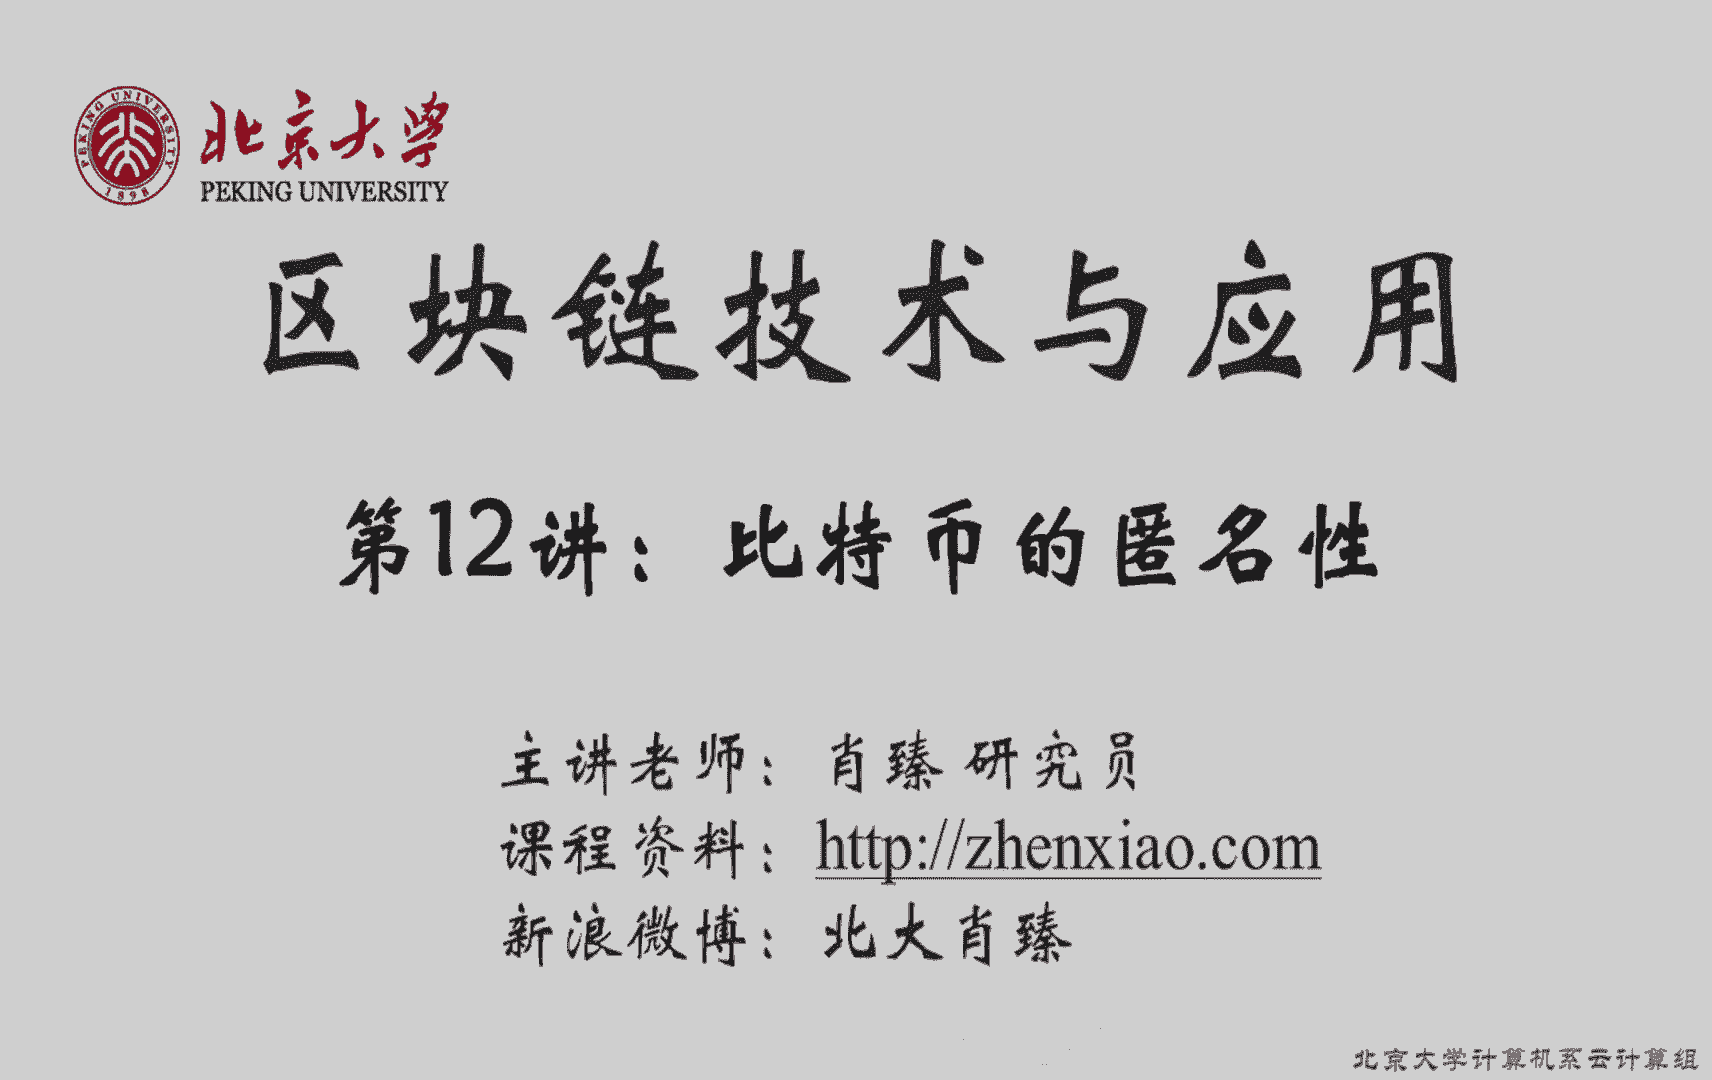 PEKING UNIVERSITY
1898
北京大学
PEKING UNIVERSITY
区块链技术与应用
第12讲：比特币的匿名性
主讲老师：肖臻 研究员
课程资料：http://zhenxiao.com
新浪微博：北大肖臻
北京大学计算机系云计算组